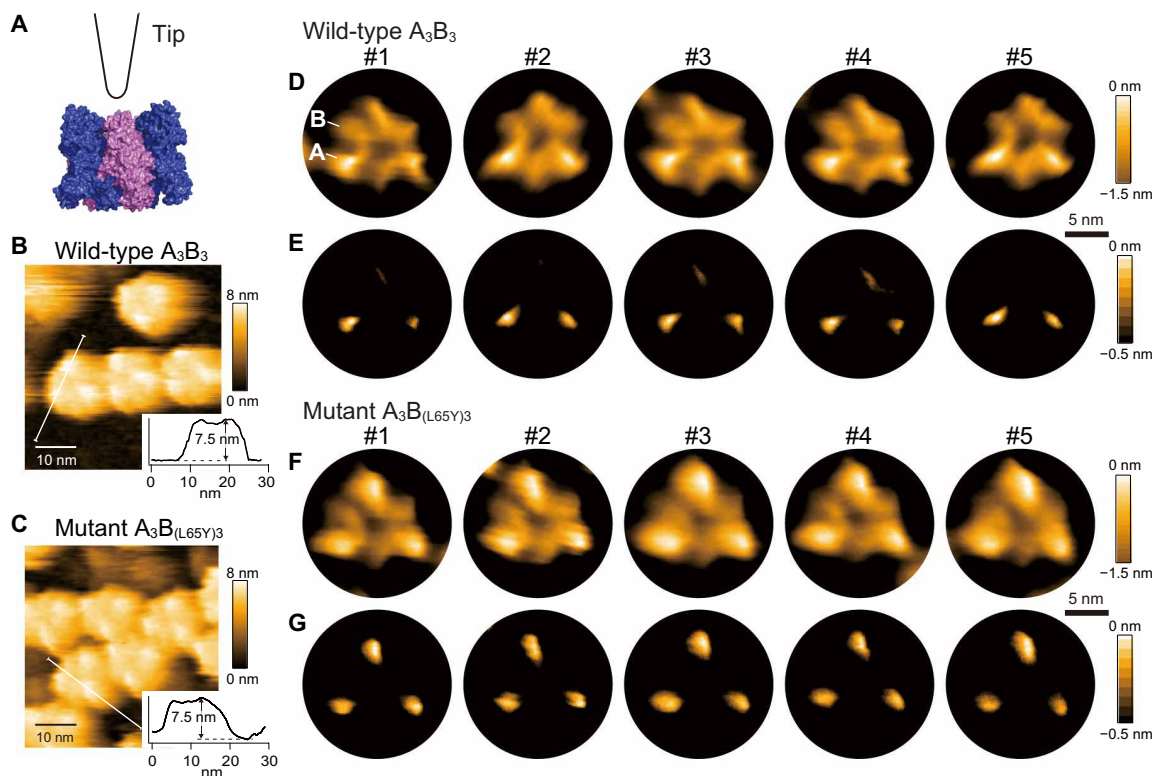 A
Tip
B
Wild-type A₃B₃
8 nm
0 nm
10 nm
7.5 nm
0 10 20 30
nm
C
Mutant A₃B(L65Y)₃
8 nm
0 nm
10 nm
7.5 nm
0 10 20 30
nm
Wild-type A₃B₃
#1 #2 #3 #4 #5
D
B
A
0 nm
−1.5 nm
5 nm
E
0 nm
−0.5 nm
Mutant A₃B(L65Y)₃
#1 #2 #3 #4 #5
F
0 nm
−1.5 nm
5 nm
G
0 nm
−0.5 nm